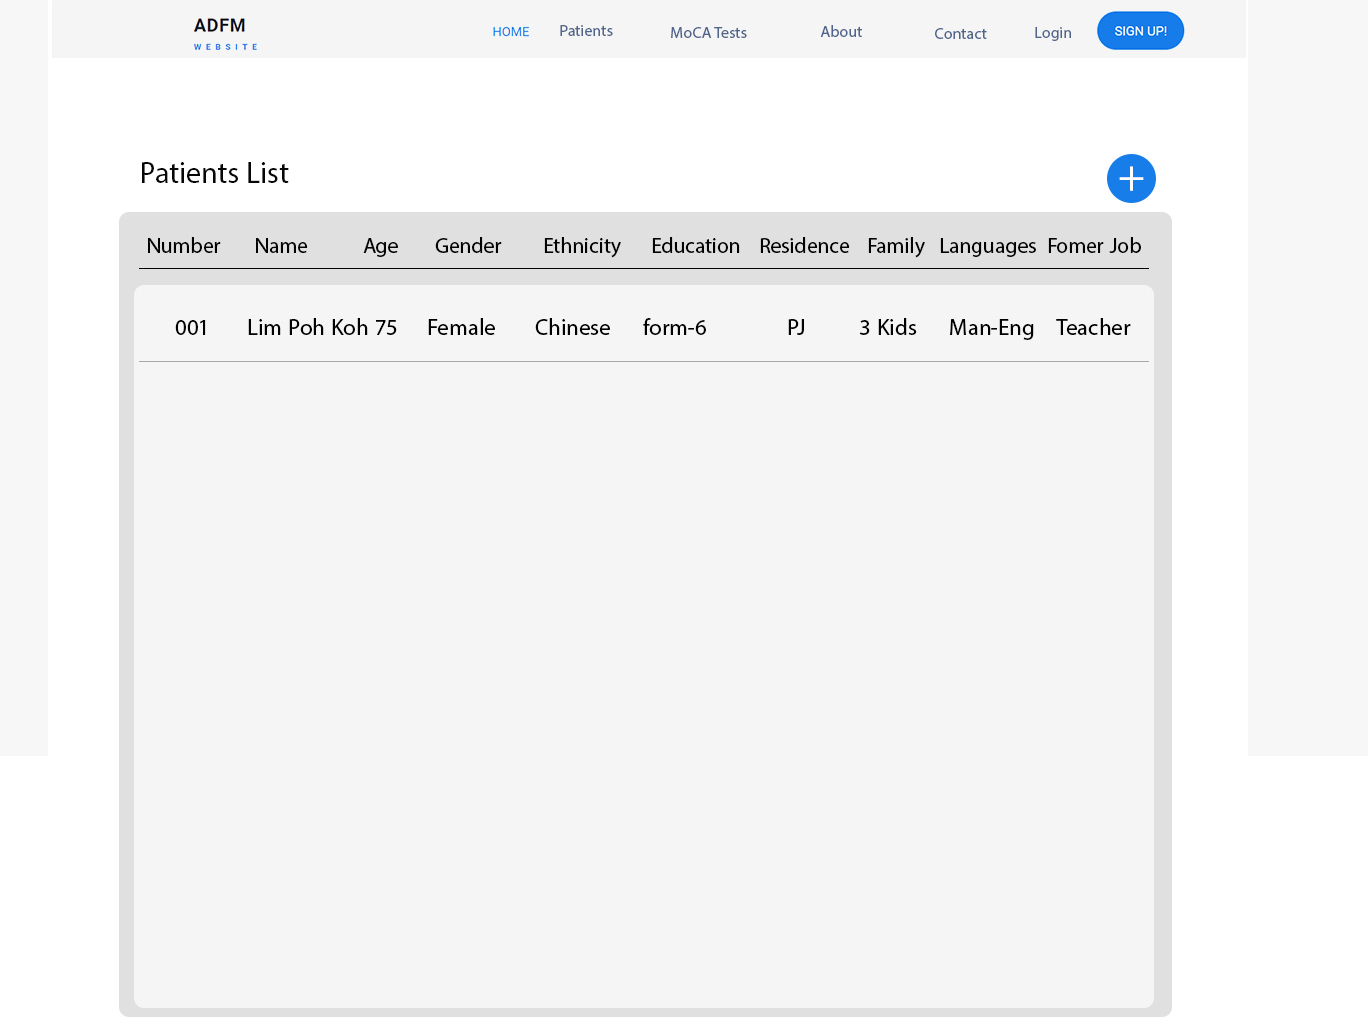 ADFM
WEBSITE
HOME Patients MoCA Tests About Contact Login SIGN UP!
Patients List
Number Name Age Gender Ethnicity Education Residence Family Languages Fomer Job
001 Lim Poh Koh 75 Female Chinese form-6 PJ 3 Kids Man-Eng Teacher